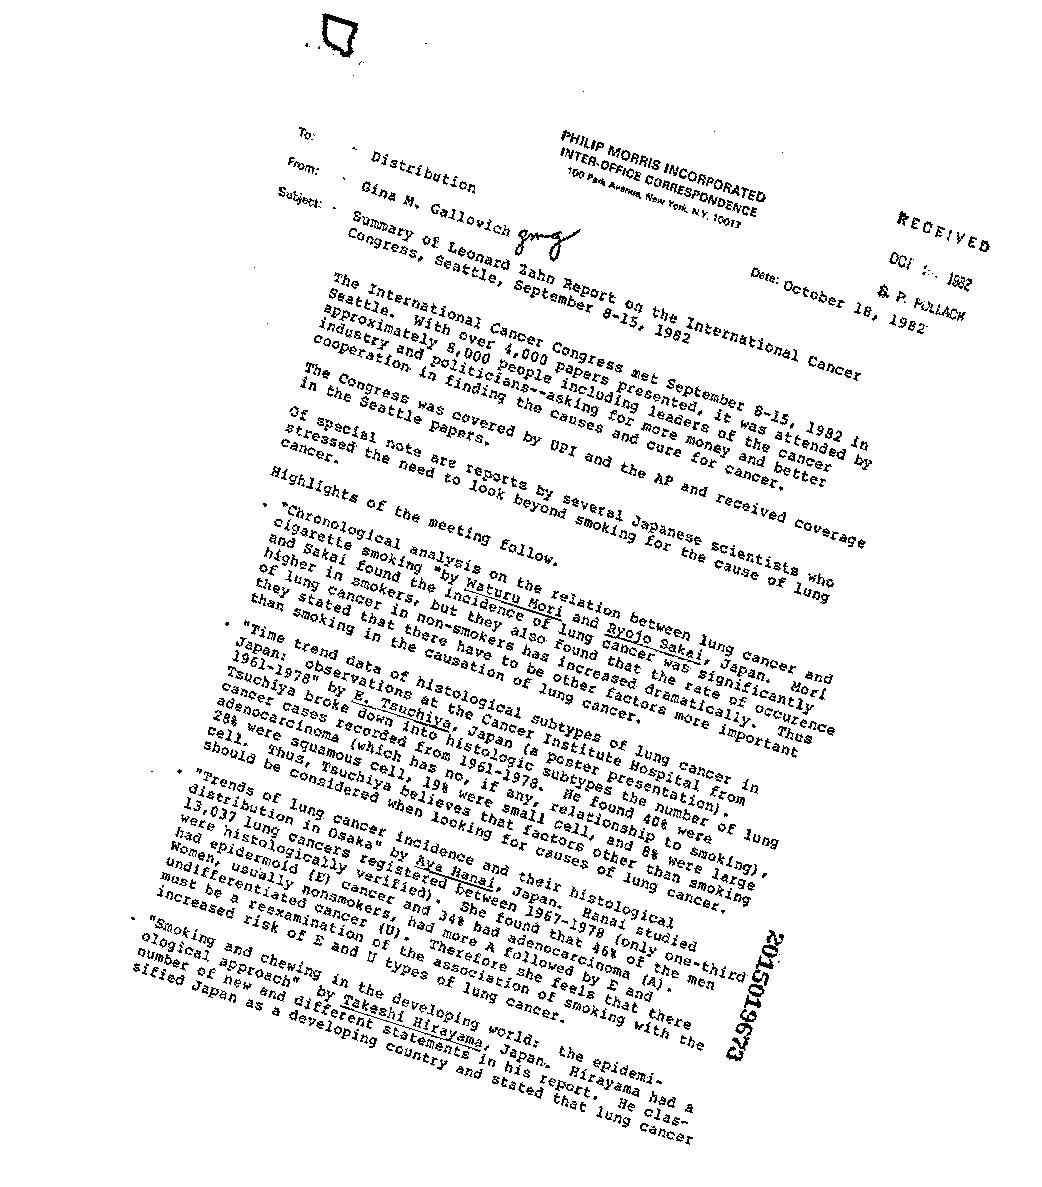 PHILIP MORRIS INCORPORATED
INTER-OFFICE CORRESPONDENCE
100 Park Avenue, New York, N.Y. 10017
RECEIVED
OCT 1982
S. P. POLLACK
To: Distribution
From: Gina M. Gallovich gmg
Date: October 18, 1982
Subject: Summary of Leonard Zahn Report on the International Cancer
Congress, Seattle, September 8-15, 1982
The International Cancer Congress met September 8-15, 1982 in
Seattle. With over 4,000 papers presented, it was attended by
approximately 8,000 people including leaders of the cancer
industry and politicians--asking for more money and better
cooperation in finding the causes and cure for cancer.
The Congress was covered by UPI and the AP and received coverage
in the Seattle papers.
Of special note are reports by several Japanese scientists who
stressed the need to look beyond smoking for the cause of lung
cancer.
Highlights of the meeting follow.
• "Chronological analysis on the relation between lung cancer and
cigarette smoking "by Waturu Mori and Ryojo Sakai, Japan. Mori
and Sakai found the incidence of lung cancer was significantly
higher in smokers, but they also found that the rate of occurence
of lung cancer in non-smokers has increased dramatically. Thus
they stated that there have to be other factors more important
than smoking in the causation of lung cancer.
• "Time trend data of histological subtypes of lung cancer in
Japan: observations at the Cancer Institute Hospital from
1961-1978" by E. Tsuchiya, Japan (a poster presentation).
Tsuchiya broke down into histologic subtypes the number of lung
cancer cases recorded from 1961-1978. He found 40% were
adenocarcinoma (which has no, if any, relationship to smoking),
28% were squamous cell, 19% were small cell, and 8% were large
cell. Thus, Tsuchiya believes that factors other than smoking
should be considered when looking for causes of lung cancer.
• "Trends of lung cancer incidence and their histological
distribution in Osaka" by Aya Hanai, Japan. Hanai studied
13,037 lung cancers registered between 1967-1978 (only one-third
were histologically verified). She found that 46% of the men
had epidermoid (E) cancer and 34% had adenocarcinoma (A).
Women, usually nonsmokers, had more A followed by E and
undifferentiated cancer (U). Therefore she feels that there
must be a reexamination of the association of smoking with the
increased risk of E and U types of lung cancer.
• "Smoking and chewing in the developing world: the epidemi-
ological approach" by Takeshi Hirayama, Japan. Hirayama had a
number of new and different statements in his report. He clas-
sified Japan as a developing country and stated that lung cancer
2015019673